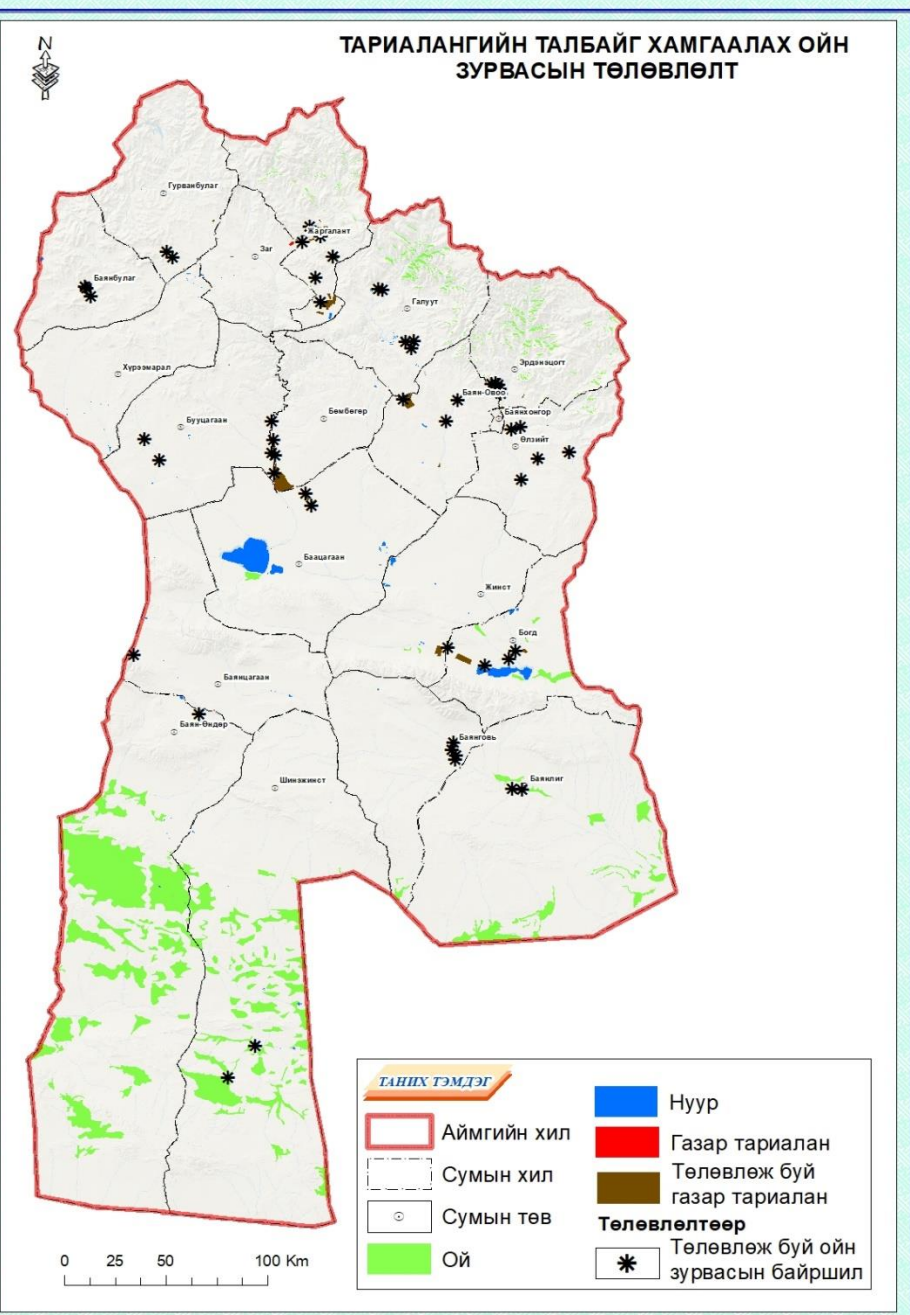 ТАРИАЛАНГИЙН ТАЛБАЙГ ХАМГААЛАХ ОЙН
ЗУРВАСЫН ТӨЛӨВЛӨЛТ
N
Гурванбулаг
Жаргалант
Заг
Баянбулаг
Галуут
Хүрээмарал
Эрдэнэцогт
Баян-Овоо
Бууцагаан
Бөмбөгөр
Баянхонгор
Өлзийт
Баацагаан
Жинст
Богд
Баянцагаан
Баян-Өндөр
Баянговь
Шинэжинст
Баянлиг
ТАНИХ ТЭМДЭГ
Аймгийн хил
Сумын хил
Сумын төв
Ой
Нуур
Газар тариалан
Төлөвлөж буй
газар тариалан
Төлөвлөлтөөр
Төлөвлөж буй ойн
зурвасын байршил
0 25 50 100 Km